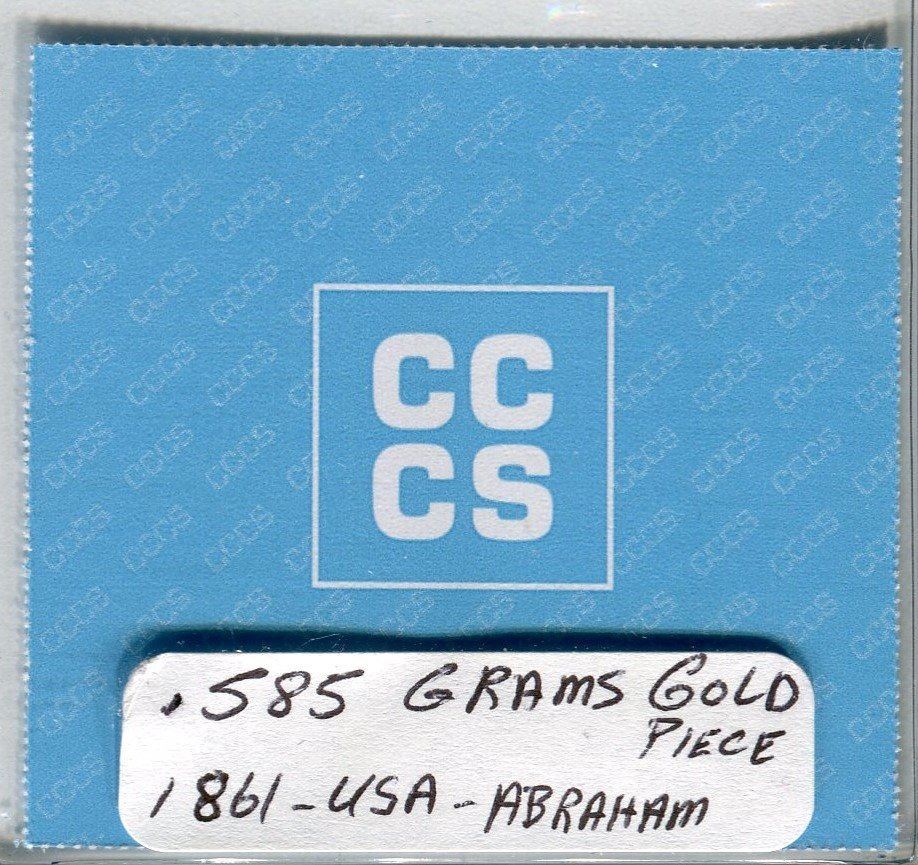 CC
CS
.585 GRAMS GOLD
PIECE
1861-USA-ABRAHAM